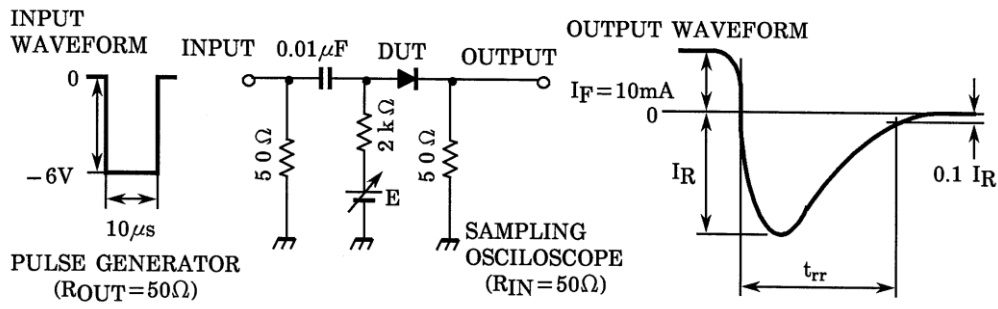 INPUT
WAVEFORM
0
−6V
10μs
PULSE GENERATOR
(ROUT=50Ω)
INPUT
0.01μF
DUT
OUTPUT
50Ω
2kΩ
E
50Ω
SAMPLING
OSCILOSCOPE
(RIN=50Ω)
OUTPUT WAVEFORM
IF=10mA
0
IR
0.1 IR
trr